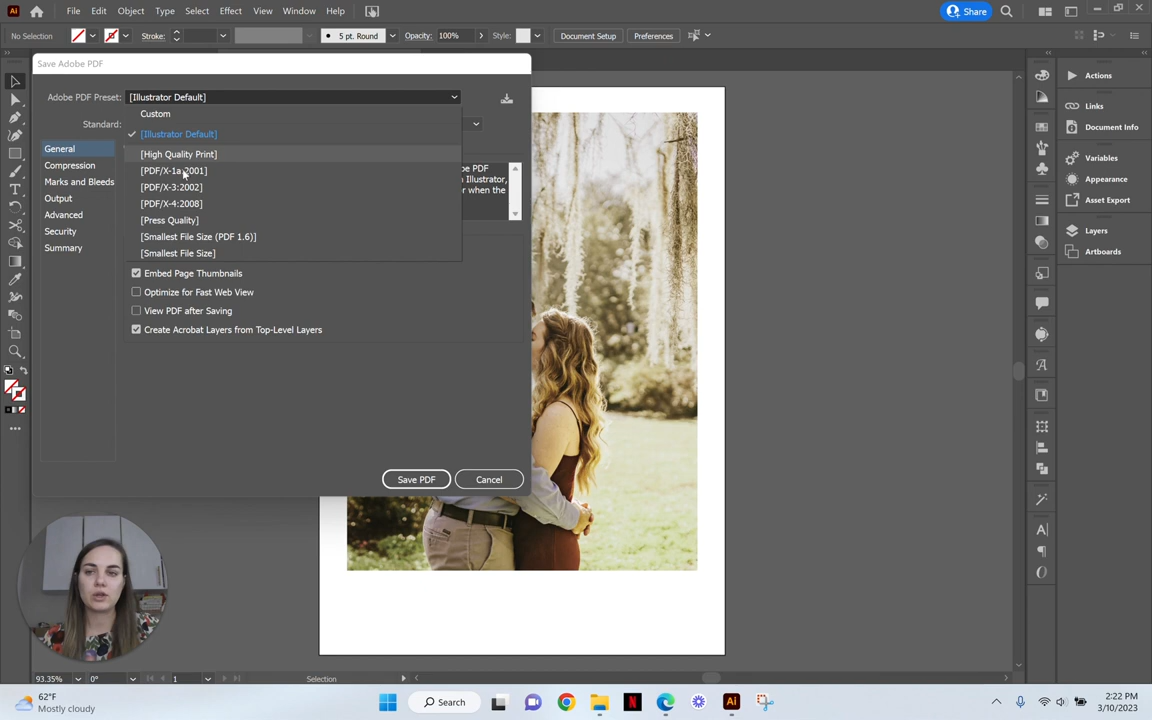 Ai File Edit Object Type Select Effect View Window Help Share
No Selection Stroke: 5 pt. Round Opacity: 100% Style: Document Setup Preferences
Save Adobe PDF
Adobe PDF Preset: [Illustrator Default]
Custom
Standard:
[Illustrator Default]
General
[High Quality Print]
Compression
[PDF/X-1a:2001]
be PDF
Illustrator,
r when the
Marks and Bleeds
[PDF/X-3:2002]
Output
[PDF/X-4:2008]
Advanced
[Press Quality]
Security
[Smallest File Size (PDF 1.6)]
Summary
[Smallest File Size]
Embed Page Thumbnails
Optimize for Fast Web View
View PDF after Saving
Create Acrobat Layers from Top-Level Layers
Save PDF Cancel
Actions
Links
Document Info
Variables
Appearance
Asset Export
Layers
Artboards
93.35% 0° 1 Selection
62°F
Mostly cloudy
Search
2:22 PM
3/10/2023